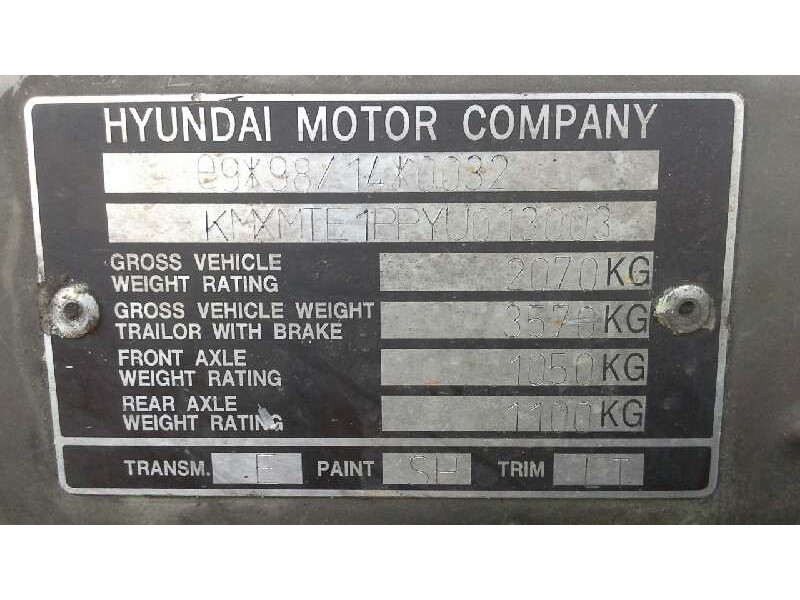 HYUNDAI MOTOR COMPANY
e9*98/14*0032
KMXMTE1PPYU013003
GROSS VEHICLE
WEIGHT RATING 2070KG
GROSS VEHICLE WEIGHT
TRAILOR WITH BRAKE 3570KG
FRONT AXLE
WEIGHT RATING 1050KG
REAR AXLE
WEIGHT RATING 1100KG
TRANSM. E PAINT SH TRIM LT